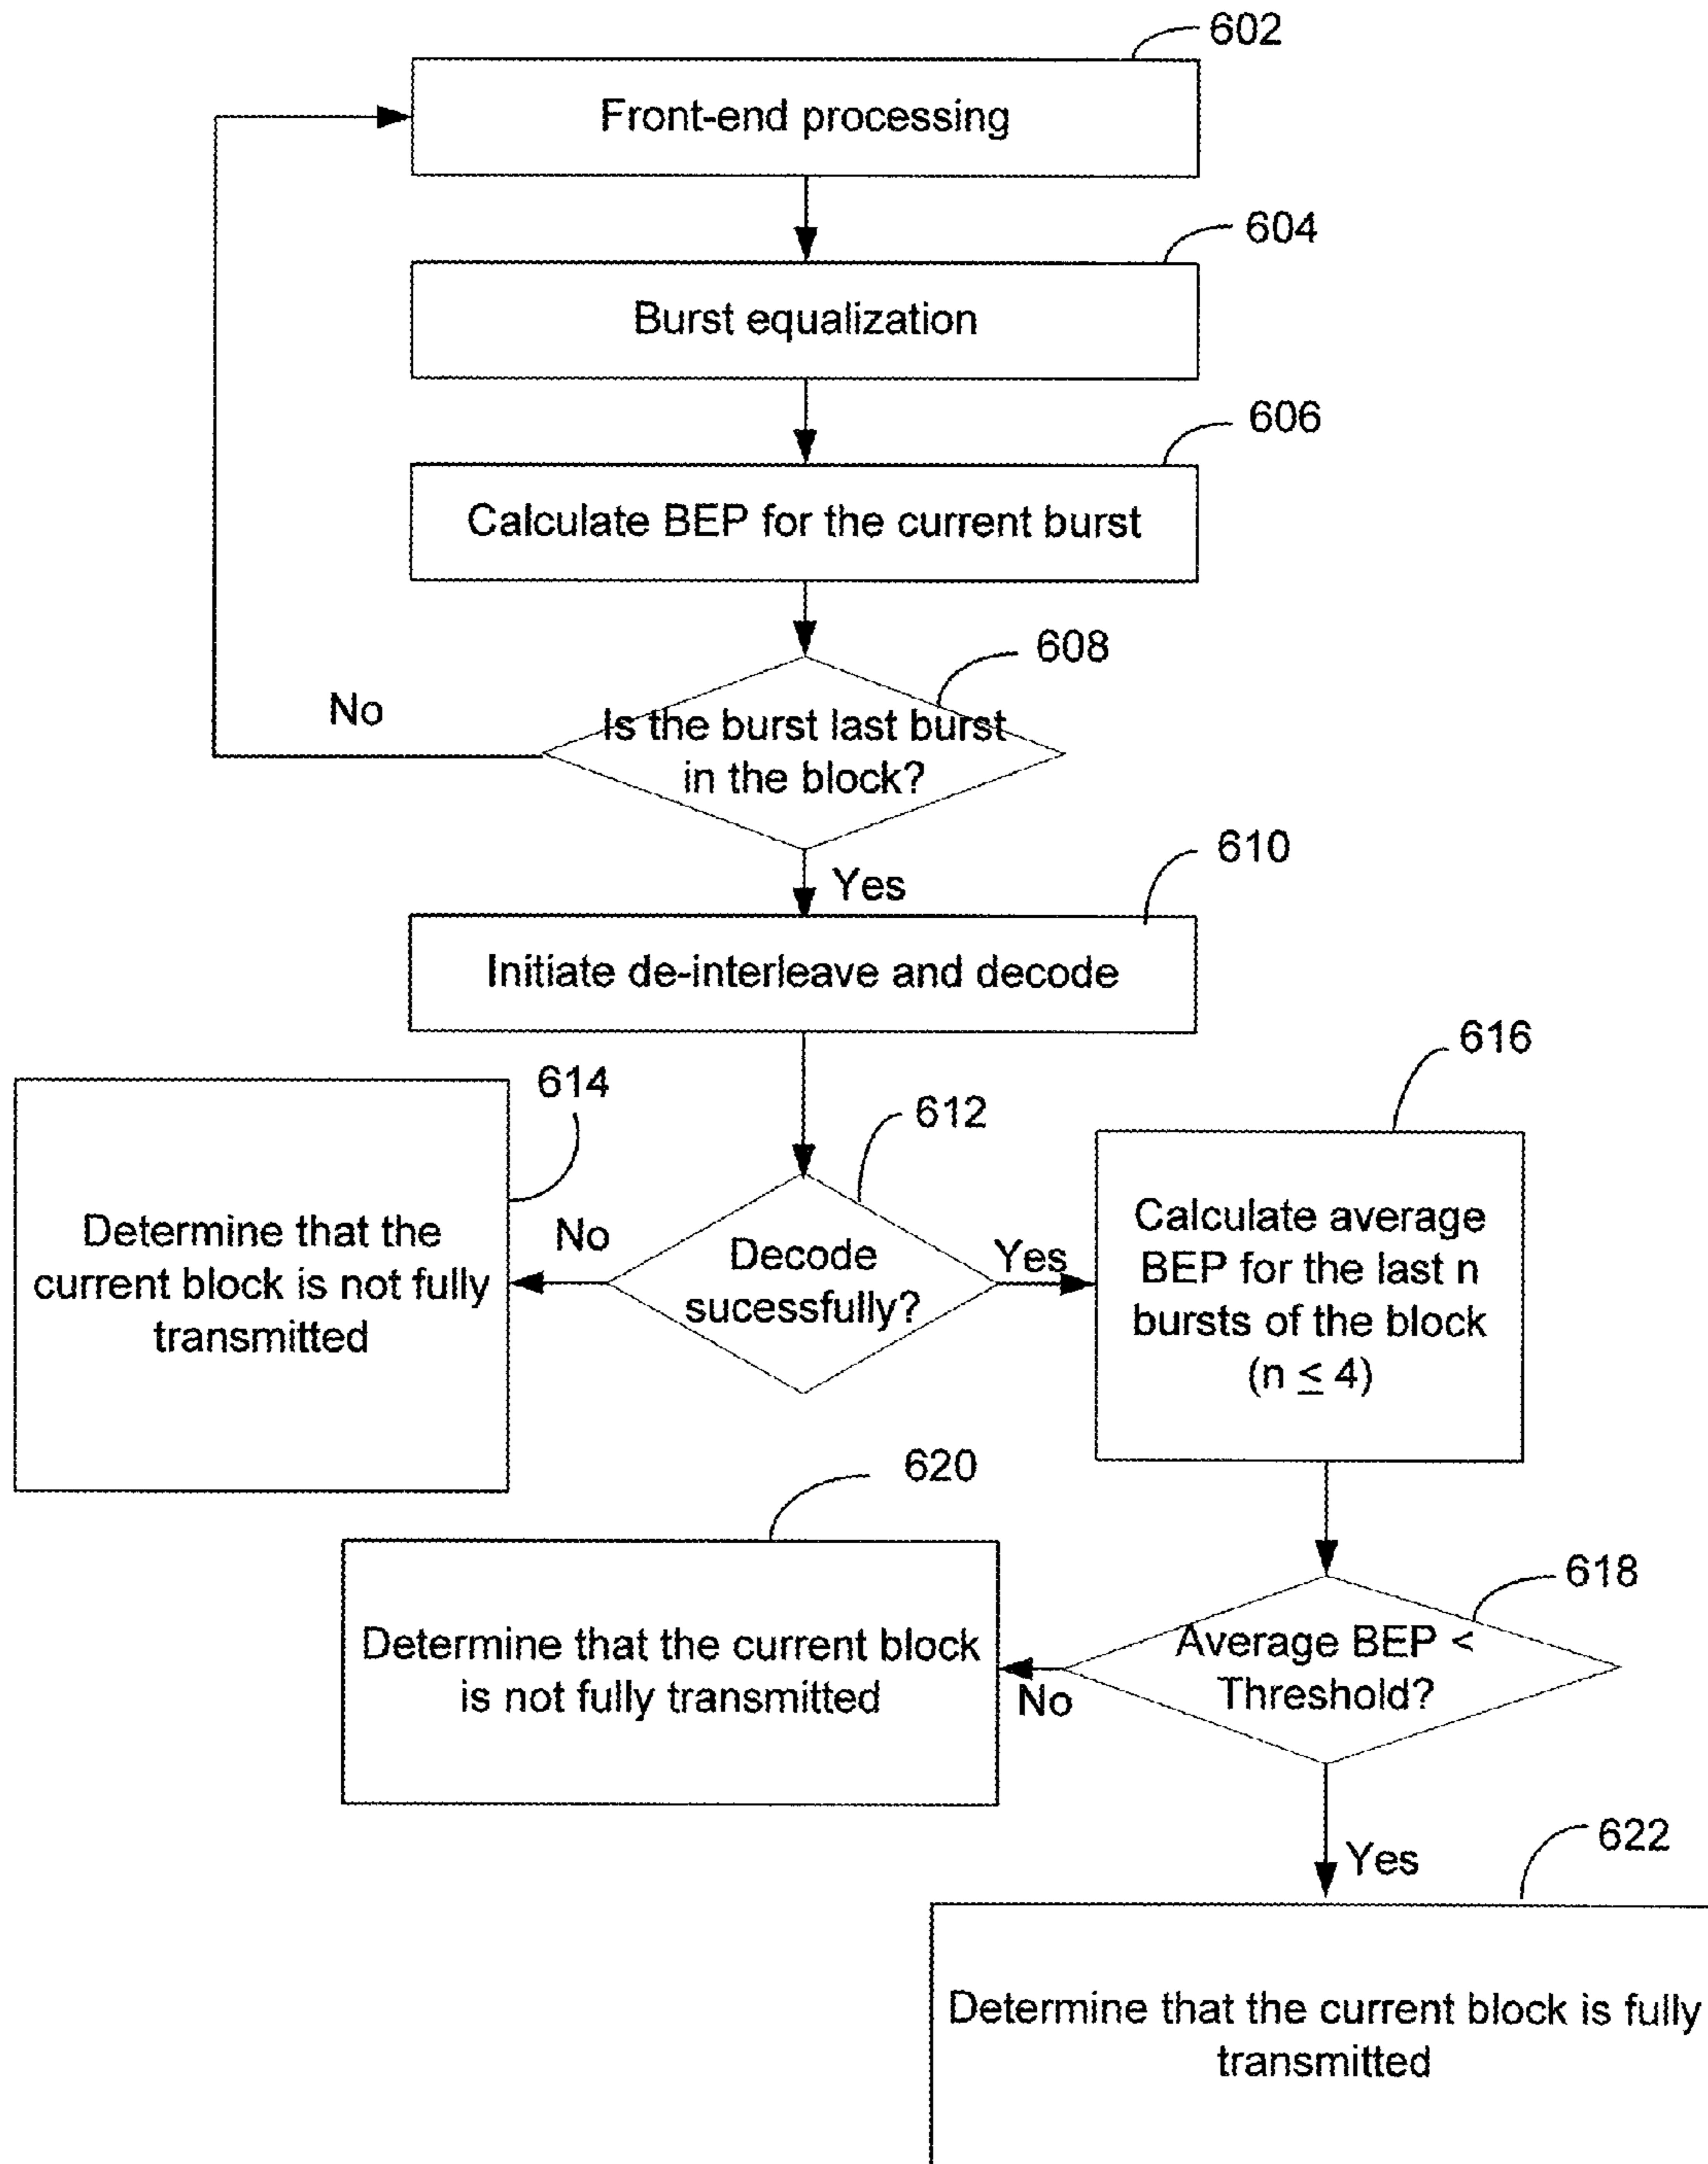 602
Front-end processing
604
Burst equalization
606
Calculate BEP for the current burst
608
No
Is the burst last burst
in the block?
Yes
610
Initiate de-interleave and decode
616
614
612
Determine that the
current block is not fully
transmitted
No
Decode
sucessfully?
Yes
Calculate average
BEP for the last n
bursts of the block
(n ≤ 4)
620
618
Determine that the current block
is not fully transmitted
No
Average BEP <
Threshold?
Yes
622
Determine that the current block is fully
transmitted